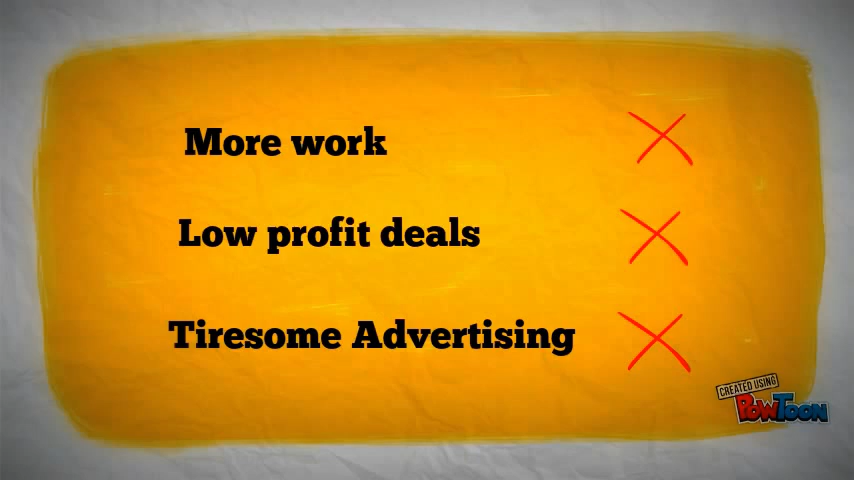 More work
Low profit deals
Tiresome Advertising
CREATED USING
PowToon